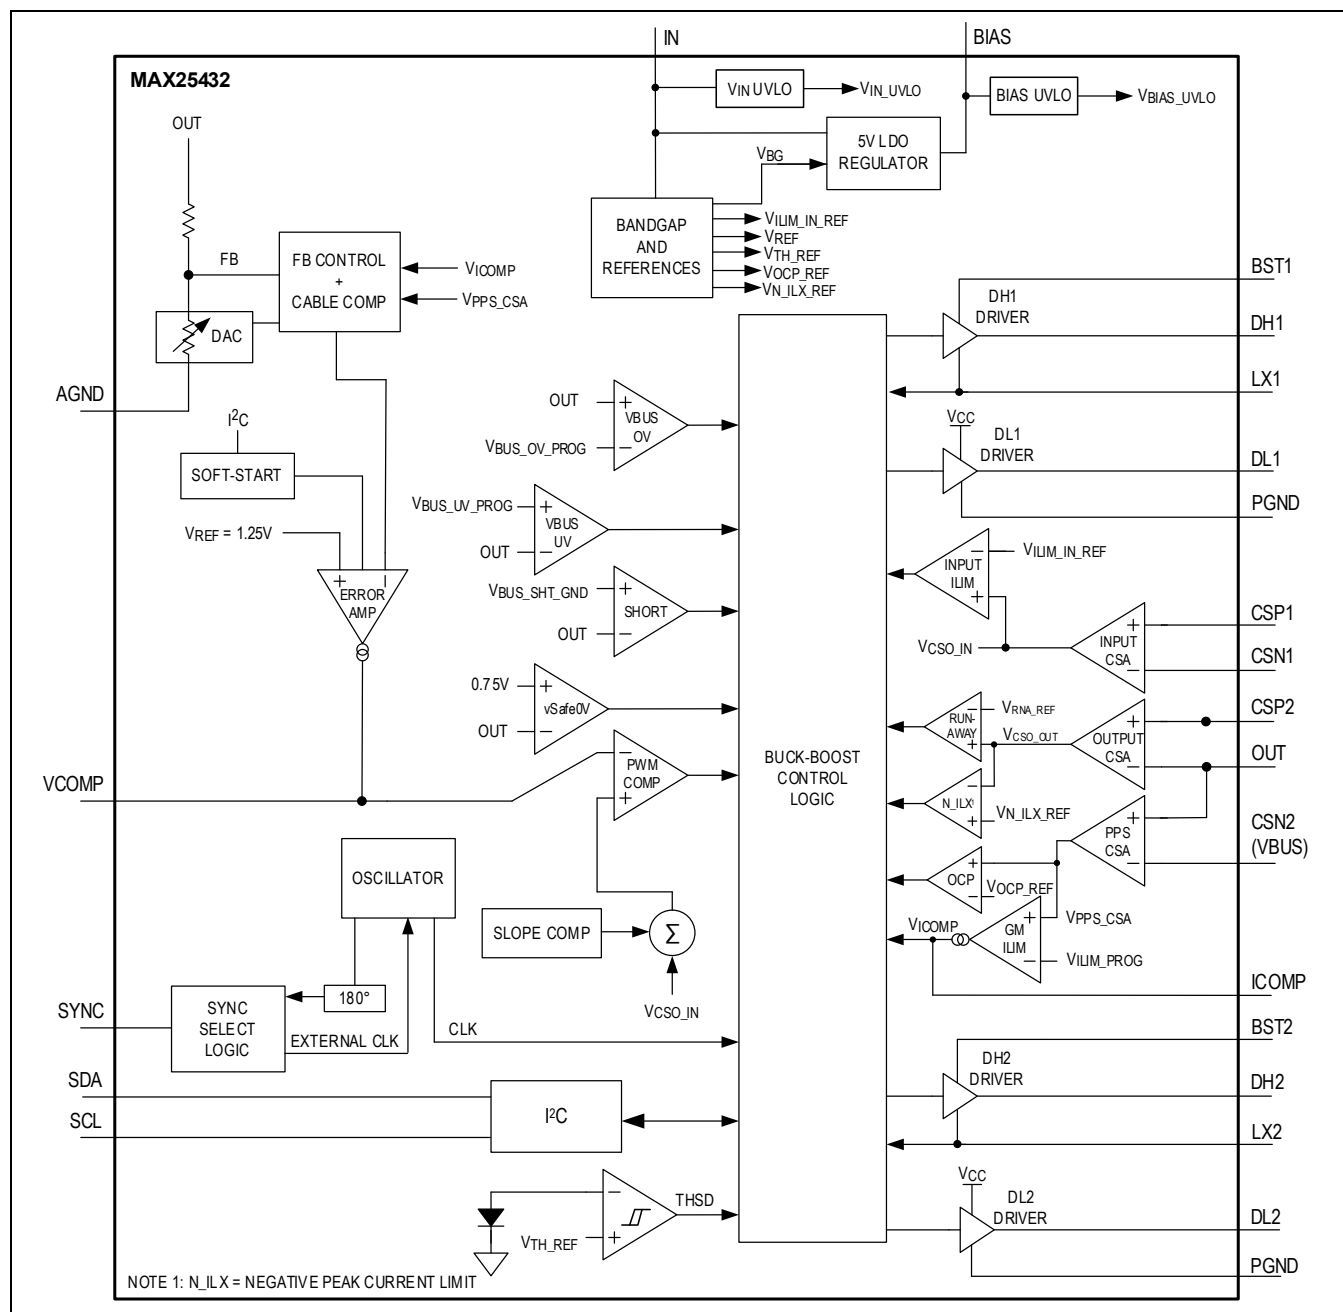 IN
BIAS
MAX25432
VIN UVLO
VIN_UVLO
BIAS UVLO
VBIAS_UVLO
OUT
5V LDO
REGULATOR
VBG
BANDGAP
AND
REFERENCES
VILIM_IN_REF
VREF
VTH_REF
VOCP_REF
VN_ILX_REF
FB
FB CONTROL
+
CABLE COMP
VICOMP
VPPS_CSA
DAC
AGND
I2C
SOFT-START
VREF = 1.25V
+
–
ERROR
AMP
OUT
+
VBUS
OV
VBUS_OV_PROG
–
VBUS_UV_PROG
+
VBUS
UV
OUT
–
VBUS_SHT_GND
+
SHORT
OUT
–
0.75V
+
vSafe0V
OUT
–
–
PWM
COMP
+
VCOMP
OSCILLATOR
SLOPE COMP
Σ
VCSO_IN
180°
SYNC
SYNC
SELECT
LOGIC
EXTERNAL CLK
CLK
SDA
SCL
I2C
–
THSD
VTH_REF
+
NOTE 1: N_ILX = NEGATIVE PEAK CURRENT LIMIT
BUCK-BOOST
CONTROL
LOGIC
BST1
DH1
DRIVER
DH1
LX1
VCC
DL1
DRIVER
DL1
PGND
–
VILIM_IN_REF
INPUT
ILIM
+
CSP1
+
VCSO_IN
INPUT
CSA
–
CSN1
–
VRNA_REF
RUN-
AWAY
+
VCSO_OUT
CSP2
+
OUTPUT
CSA
–
OUT
–
N_ILX1
+
VN_ILX_REF
+
PPS
CSA
–
CSN2
(VBUS)
+
OCP
–
VOCP_REF
VICOMP
+
GM
ILIM
–
VPPS_CSA
VILIM_PROG
ICOMP
BST2
DH2
DRIVER
DH2
LX2
VCC
DL2
DRIVER
DL2
PGND